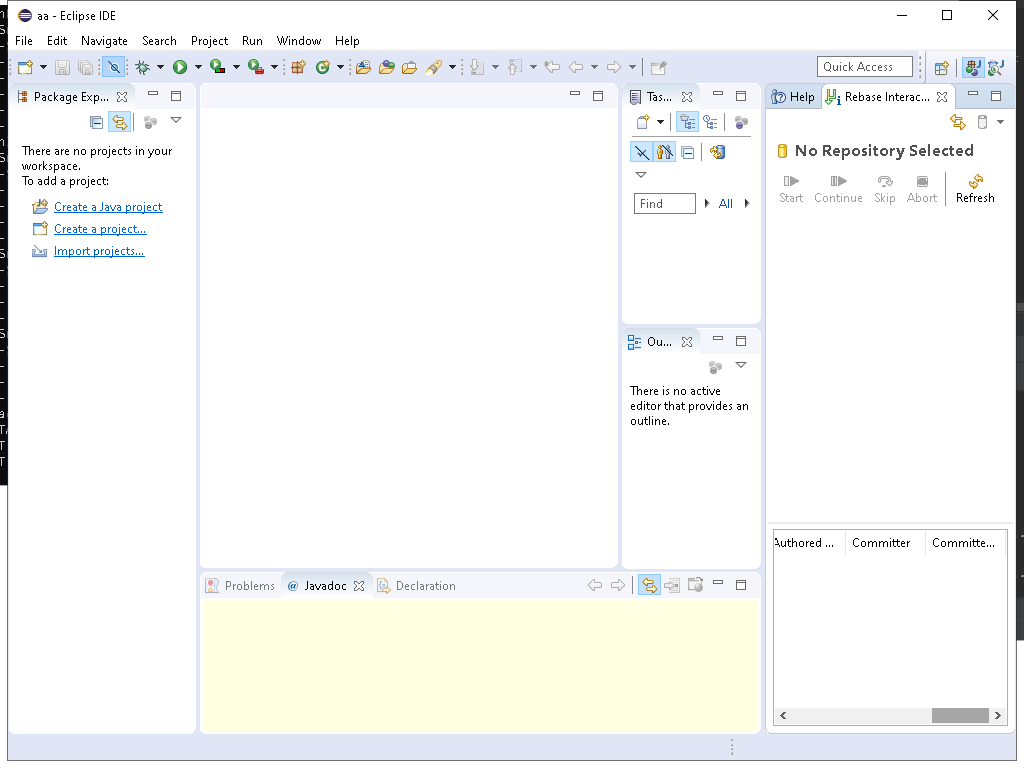 aa - Eclipse IDE
File Edit Navigate Search Project Run Window Help
Quick Access
Package Exp...
There are no projects in your
workspace.
To add a project:
Create a Java project
Create a project...
Import projects...
Tas...
Find
All
Ou...
There is no active
editor that provides an
outline.
Help
Rebase Interac...
No Repository Selected
Start Continue Skip Abort Refresh
Authored ... Committer Committe...
Problems @ Javadoc Declaration